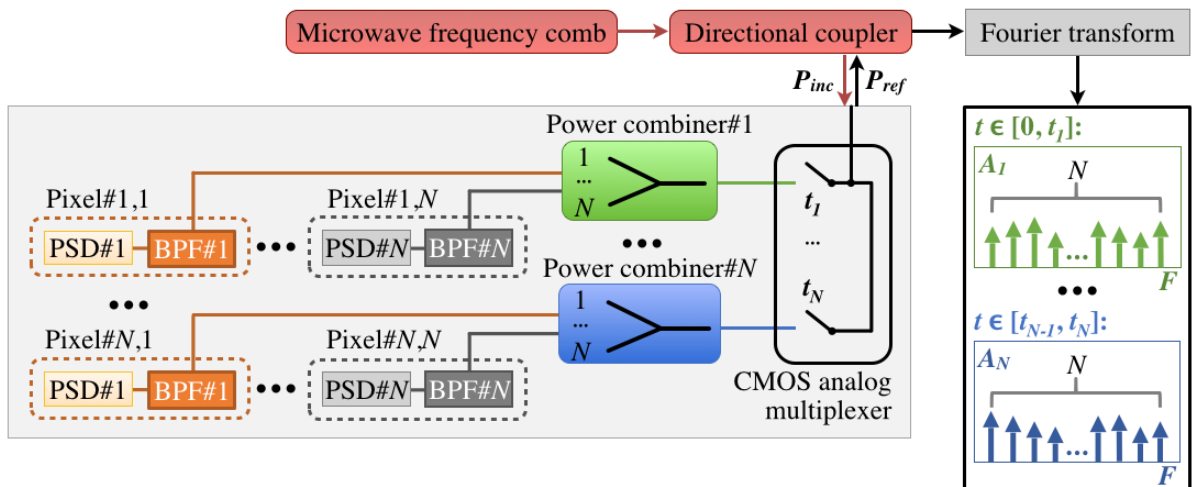 Microwave frequency comb
Directional coupler
Fourier transform
P_inc
P_ref
Power combiner#1
1
...
N
Pixel#1,1
PSD#1
BPF#1
...
Pixel#1,N
PSD#N
BPF#N
...
Power combiner#N
1
...
N
...
Pixel#N,1
PSD#1
BPF#1
...
Pixel#N,N
PSD#N
BPF#N
t_1
...
t_N
CMOS analog
multiplexer
t ∈ [0, t_1]:
A_1
N
...
F
...
t ∈ [t_{N-1}, t_N]:
A_N
N
...
F